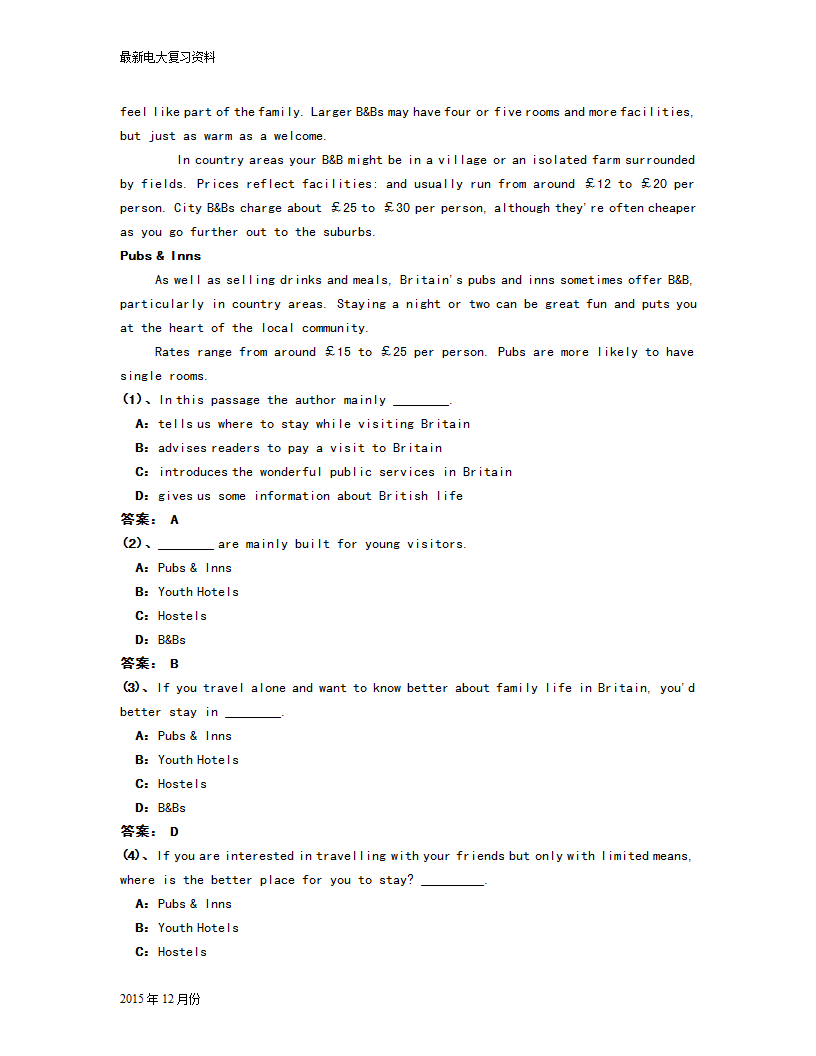 最新电大复习资料
feel like part of the family. Larger B&Bs may have four or five rooms and more facilities,
but just as warm as a welcome.
In country areas your B&B might be in a village or an isolated farm surrounded
by fields. Prices reflect facilities: and usually run from around ￡12 to ￡20 per
person. City B&Bs charge about ￡25 to ￡30 per person, although they're often cheaper
as you go further out to the suburbs.
Pubs & Inns
As well as selling drinks and meals, Britain's pubs and inns sometimes offer B&B,
particularly in country areas. Staying a night or two can be great fun and puts you
at the heart of the local community.
Rates range from around ￡15 to ￡25 per person. Pubs are more likely to have
single rooms.
(1)、In this passage the author mainly ________.
A：tells us where to stay while visiting Britain
B：advises readers to pay a visit to Britain
C：introduces the wonderful public services in Britain
D：gives us some information about British life
答案： A
(2)、________ are mainly built for young visitors.
A：Pubs & Inns
B：Youth Hotels
C：Hostels
D：B&Bs
答案： B
(3)、If you travel alone and want to know better about family life in Britain, you'd
better stay in ________.
A：Pubs & Inns
B：Youth Hotels
C：Hostels
D：B&Bs
答案： D
(4)、If you are interested in travelling with your friends but only with limited means,
where is the better place for you to stay? _________.
A：Pubs & Inns
B：Youth Hotels
C：Hostels
2015 年 12 月份